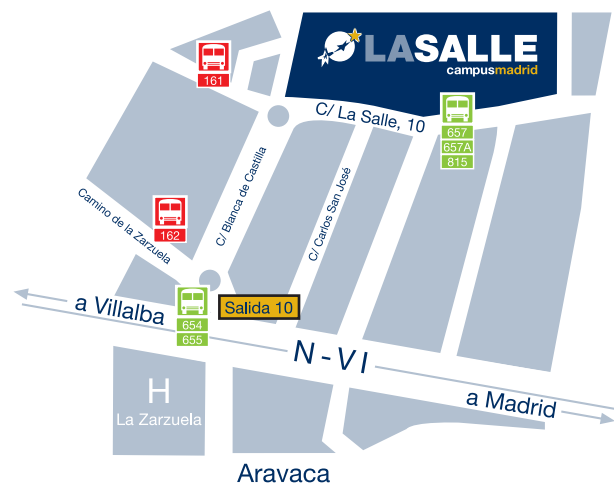 LASALLE
campusmadrid
161
C/ La Salle, 10
657
657A
815
C/ Blanca de Castilla
C/ Carlos San José
Camino de la Zarzuela
162
a Villalba
654
655
Salida 10
N-VI
a Madrid
H
La Zarzuela
Aravaca